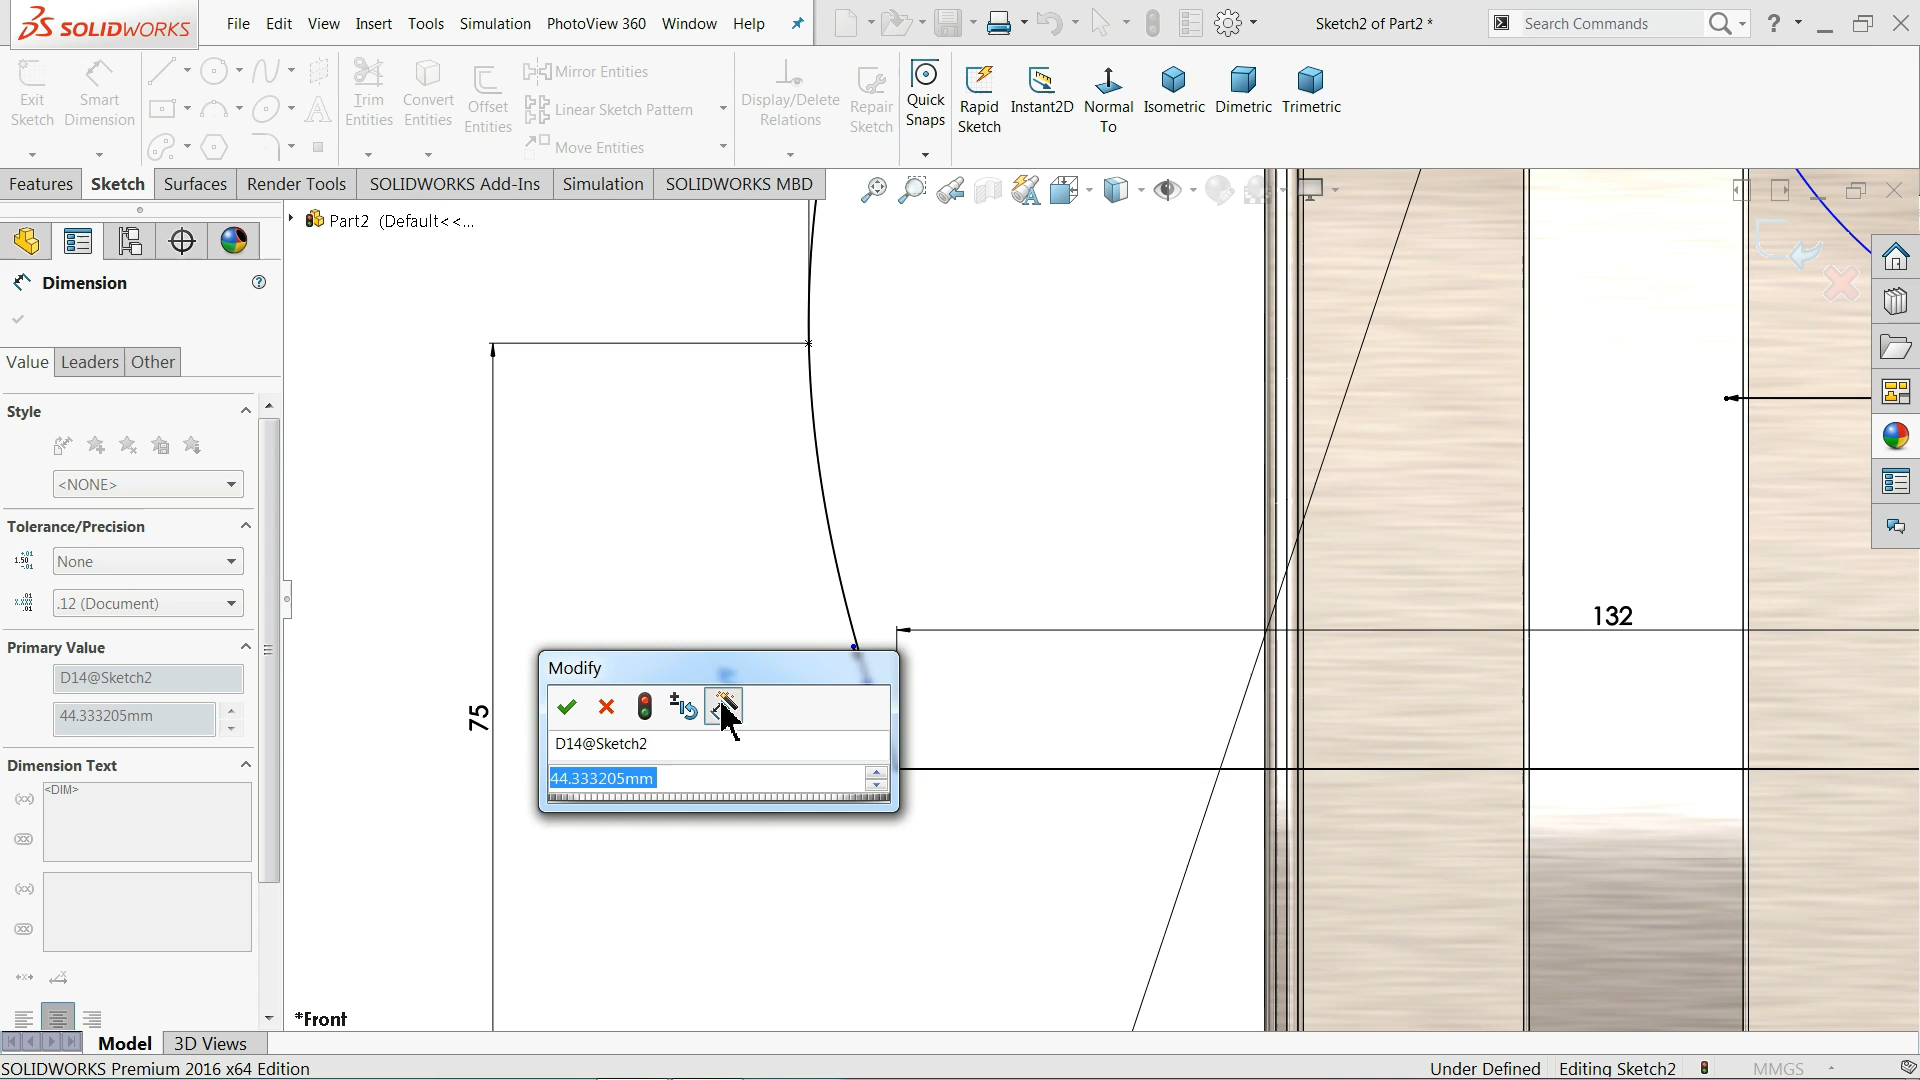 SOLIDWORKS
File Edit View Insert Tools Simulation PhotoView 360 Window Help
Sketch2 of Part2 *
Search Commands
Exit Sketch
Smart Dimension
Trim Entities
Convert Entities
Offset Entities
Mirror Entities
Linear Sketch Pattern
Move Entities
Display/Delete Relations
Repair Sketch
Quick Snaps
Rapid Sketch
Instant2D
Normal To
Isometric
Dimetric
Trimetric
Features Sketch Surfaces Render Tools SOLIDWORKS Add-Ins Simulation SOLIDWORKS MBD
Part2 (Default<<...
Dimension
Value Leaders Other
Style
<NONE>
Tolerance/Precision
None
.12 (Document)
Primary Value
D14@Sketch2
44.333205mm
Dimension Text
<DIM>
75
132
Modify
D14@Sketch2
44.333205mm
*Front
Model 3D Views
SOLIDWORKS Premium 2016 x64 Edition
Under Defined Editing Sketch2 MMGS